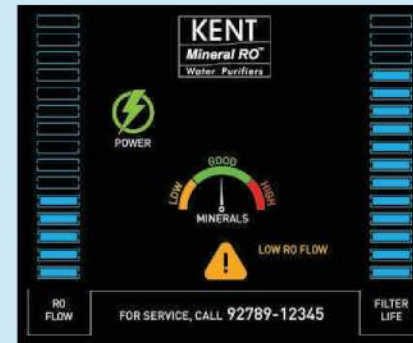 KENT
Mineral RO™
Water Purifiers
POWER
LOW
GOOD
HIGH
MINERALS
LOW RO FLOW
RO
FLOW
FOR SERVICE, CALL 92789-12345
FILTER
LIFE